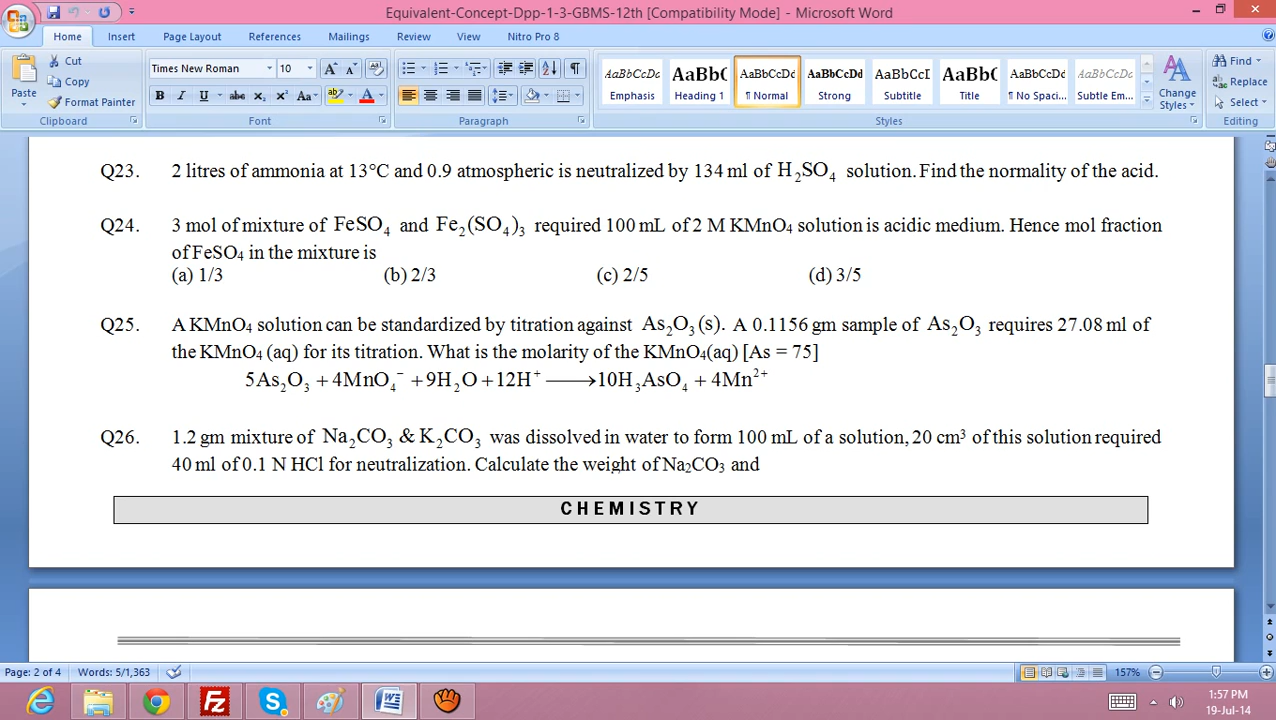 Equivalent-Concept-Dpp-1-3-GBMS-12th [Compatibility Mode] - Microsoft Word
Home Insert Page Layout References Mailings Review View Nitro Pro 8
Paste Cut Copy Format Painter
Clipboard
Times New Roman 10
B I U abc x₂ x² Aa ab A
Font
Paragraph
AaBbCcDc AaBbC AaBbCcDd AaBbCcDd AaBbCcI AaBbC AaBbCcDd AaBbCcDd
Emphasis Heading 1 ¶ Normal Strong Subtitle Title ¶ No Spaci... Subtle Em...
Change Styles
Styles
Find Replace Select
Editing
Q23. 2 litres of ammonia at 13°C and 0.9 atmospheric is neutralized by 134 ml of H₂SO₄ solution. Find the normality of the acid.
Q24. 3 mol of mixture of FeSO₄ and Fe₂(SO₄)₃ required 100 mL of 2 M KMnO₄ solution is acidic medium. Hence mol fraction
of FeSO₄ in the mixture is
(a) 1/3 (b) 2/3 (c) 2/5 (d) 3/5
Q25. A KMnO₄ solution can be standardized by titration against As₂O₃(s). A 0.1156 gm sample of As₂O₃ requires 27.08 ml of
the KMnO₄ (aq) for its titration. What is the molarity of the KMnO₄(aq) [As = 75]
5As₂O₃ + 4MnO₄⁻ + 9H₂O + 12H⁺ ⟶ 10H₃AsO₄ + 4Mn²⁺
Q26. 1.2 gm mixture of Na₂CO₃ & K₂CO₃ was dissolved in water to form 100 mL of a solution, 20 cm³ of this solution required
40 ml of 0.1 N HCl for neutralization. Calculate the weight of Na₂CO₃ and
CHEMISTRY
Page: 2 of 4 Words: 5/1,363 157%
1:57 PM
19-Jul-14